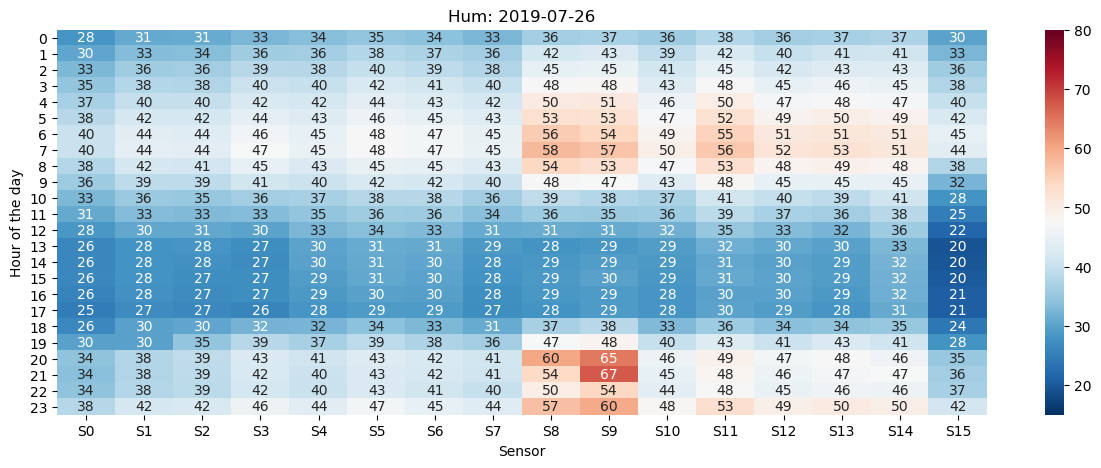 Hum: 2019-07-26
Hour of the day
0 28 31 31 33 34 35 34 33 36 37 36 38 36 37 37 30
1 30 33 34 36 36 38 37 36 42 43 39 42 40 41 41 33
2 33 36 36 39 38 40 39 38 45 45 41 45 42 43 43 36
3 35 38 38 40 40 42 41 40 48 48 43 48 45 46 45 38
4 37 40 40 42 42 44 43 42 50 51 46 50 47 48 47 40
5 38 42 42 44 43 46 45 43 53 53 47 52 49 50 49 42
6 40 44 44 46 45 48 47 45 56 54 49 55 51 51 51 45
7 40 44 44 47 45 48 47 45 58 57 50 56 52 53 51 44
8 38 42 41 45 43 45 45 43 54 53 47 53 48 49 48 38
9 36 39 39 41 40 42 42 40 48 47 43 48 45 45 45 32
10 33 36 35 36 37 38 38 36 39 38 37 41 40 39 41 28
11 31 33 33 33 35 36 36 34 36 35 36 39 37 36 38 25
12 28 30 31 30 33 34 33 31 31 31 32 35 33 32 36 22
13 26 28 28 27 30 31 31 29 28 29 29 32 30 30 33 20
14 26 28 28 27 30 31 30 28 29 29 29 31 30 29 32 20
15 26 28 27 27 29 31 30 28 29 30 29 31 30 29 32 20
16 26 28 27 27 29 30 30 28 29 29 28 30 30 29 32 21
17 25 27 27 26 28 29 29 27 28 29 28 30 29 28 31 21
18 26 30 30 32 32 34 33 31 37 38 33 36 34 34 35 24
19 30 30 35 39 37 39 38 36 47 48 40 43 41 43 41 28
20 34 38 39 43 41 43 42 41 60 65 46 49 47 48 46 35
21 34 38 39 42 40 43 42 41 54 67 45 48 46 47 47 36
22 34 38 39 42 40 43 41 40 50 54 44 48 45 46 46 37
23 38 42 42 46 44 47 45 44 57 60 48 53 49 50 50 42
S0 S1 S2 S3 S4 S5 S6 S7 S8 S9 S10 S11 S12 S13 S14 S15
Sensor
80
70
60
50
40
30
20